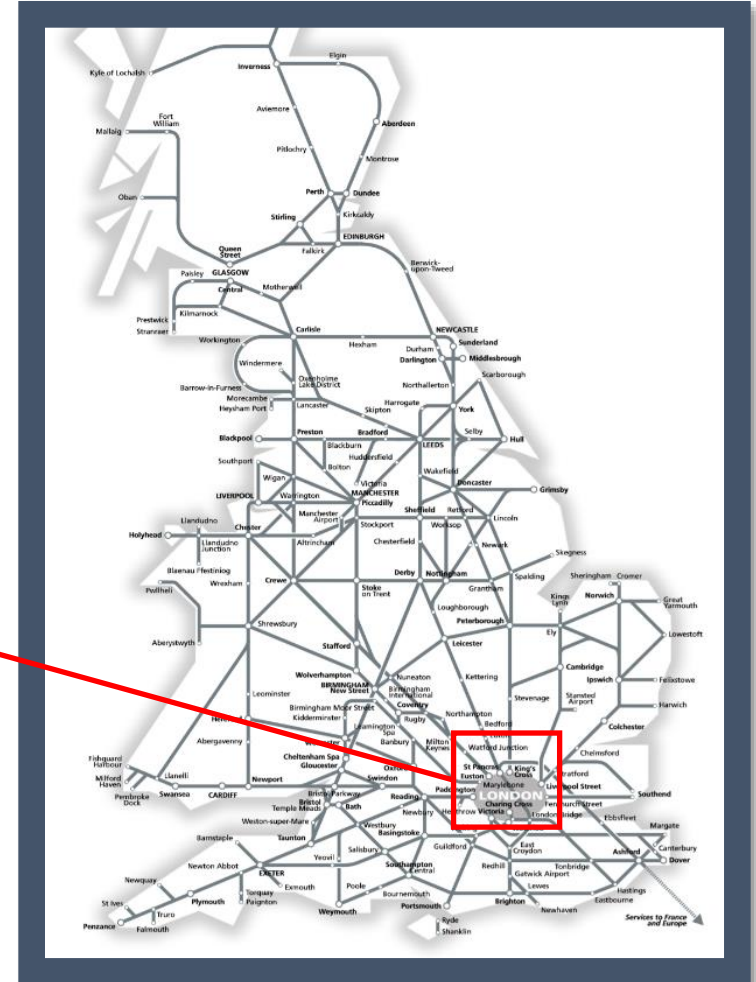 Elgin
Inverness
Kyle of Lochalsh
Aviemore
Fort
William
Mallaig
Aberdeen
Pitlochry
Montrose
Oban
Perth
Dundee
Stirling
Kirkcaldy
EDINBURGH
Queen
Street
Falkirk
Berwick-
upon-Tweed
Paisley
GLASGOW
Central
Motherwell
Prestwick
Stranraer
Kilmarnock
Carlisle
NEWCASTLE
Workington
Hexham
Sunderland
Durham
Darlington
Middlesbrough
Windermere
Scarborough
Oxenholme
Lake District
Northallerton
Barrow-in-Furness
Morecambe
Heysham Port
Lancaster
Harrogate
Skipton
York
Blackpool
Preston
Bradford
Selby
Blackburn
LEEDS
Hull
Southport
Huddersfield
Bolton
Wakefield
Wigan
Victoria
Doncaster
Grimsby
LIVERPOOL
Warrington
MANCHESTER
Piccadilly
Manchester
Airport
Sheffield
Retford
Lincoln
Llandudno
Chester
Stockport
Worksop
Holyhead
Llandudno
Junction
Altrincham
Chesterfield
Newark
Skegness
Blaenau Ffestiniog
Derby
Nottingham
Spalding
Sheringham
Cromer
Pwllheli
Wrexham
Crewe
Stoke
on Trent
Grantham
Kings
Lynn
Norwich
Great
Yarmouth
Loughborough
Peterborough
Aberystwyth
Shrewsbury
Ely
Lowestoft
Stafford
Leicester
Wolverhampton
BIRMINGHAM
New Street
Nuneaton
Birmingham
International
Kettering
Cambridge
Ipswich
Felixstowe
Leominster
Coventry
Stevenage
Stansted
Airport
Harwich
Birmingham Moor Street
Kidderminster
Rugby
Northampton
Leamington
Spa
Bedford
Colchester
Abergavenny
Banbury
Milton
Keynes
Watford Junction
Chelmsford
Fishguard
Harbour
Cheltenham Spa
Gloucester
St Pancras
Euston
King's
Cross
Stratford
Milford
Haven
Llanelli
Swindon
Paddington
Marylebone
Liverpool Street
Pembroke
Dock
Swansea
CARDIFF
Newport
Bristol Parkway
Reading
LONDON
Southend
Bristol
Temple Meads
Bath
Newbury
Heathrow
Victoria
Charing Cross
Fenchurch Street
London Bridge
Ebbsfleet
Weston-super-Mare
Westbury
Basingstoke
Margate
Barnstaple
Taunton
Salisbury
Guildford
East
Croydon
Canterbury
Yeovil
Redhill
Tonbridge
Ashford
Dover
Newton Abbot
EXETER
Southampton
Central
Gatwick Airport
Newquay
Exmouth
Poole
Lewes
Hastings
Torquay
Paignton
Bournemouth
Eastbourne
St Ives
Plymouth
Weymouth
Portsmouth
Brighton
Newhaven
Truro
Penzance
Falmouth
Ryde
Shanklin
Services to France
and Europe